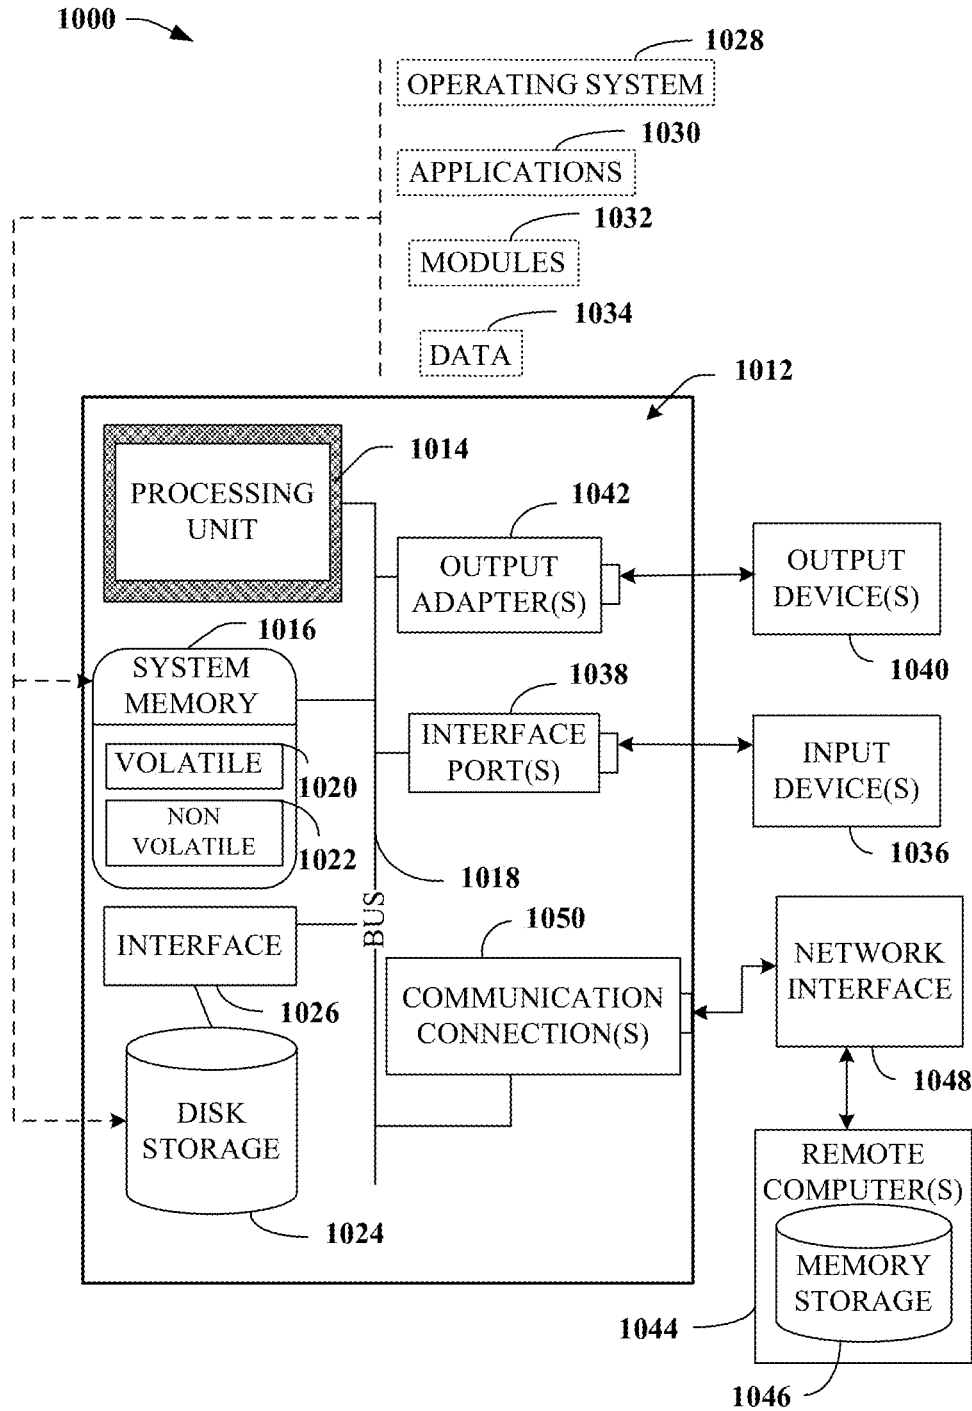 1000
1028
OPERATING SYSTEM
1030
APPLICATIONS
1032
MODULES
1034
DATA
1012
1014
PROCESSING
UNIT
1042
OUTPUT
ADAPTER(S)
OUTPUT
DEVICE(S)
1040
1016
SYSTEM
MEMORY
VOLATILE
1020
NON
VOLATILE
1022
1038
INTERFACE
PORT(S)
INPUT
DEVICE(S)
1036
1018
BUS
INTERFACE
1026
1050
COMMUNICATION
CONNECTION(S)
NETWORK
INTERFACE
1048
DISK
STORAGE
1024
REMOTE
COMPUTER(S)
MEMORY
STORAGE
1044
1046